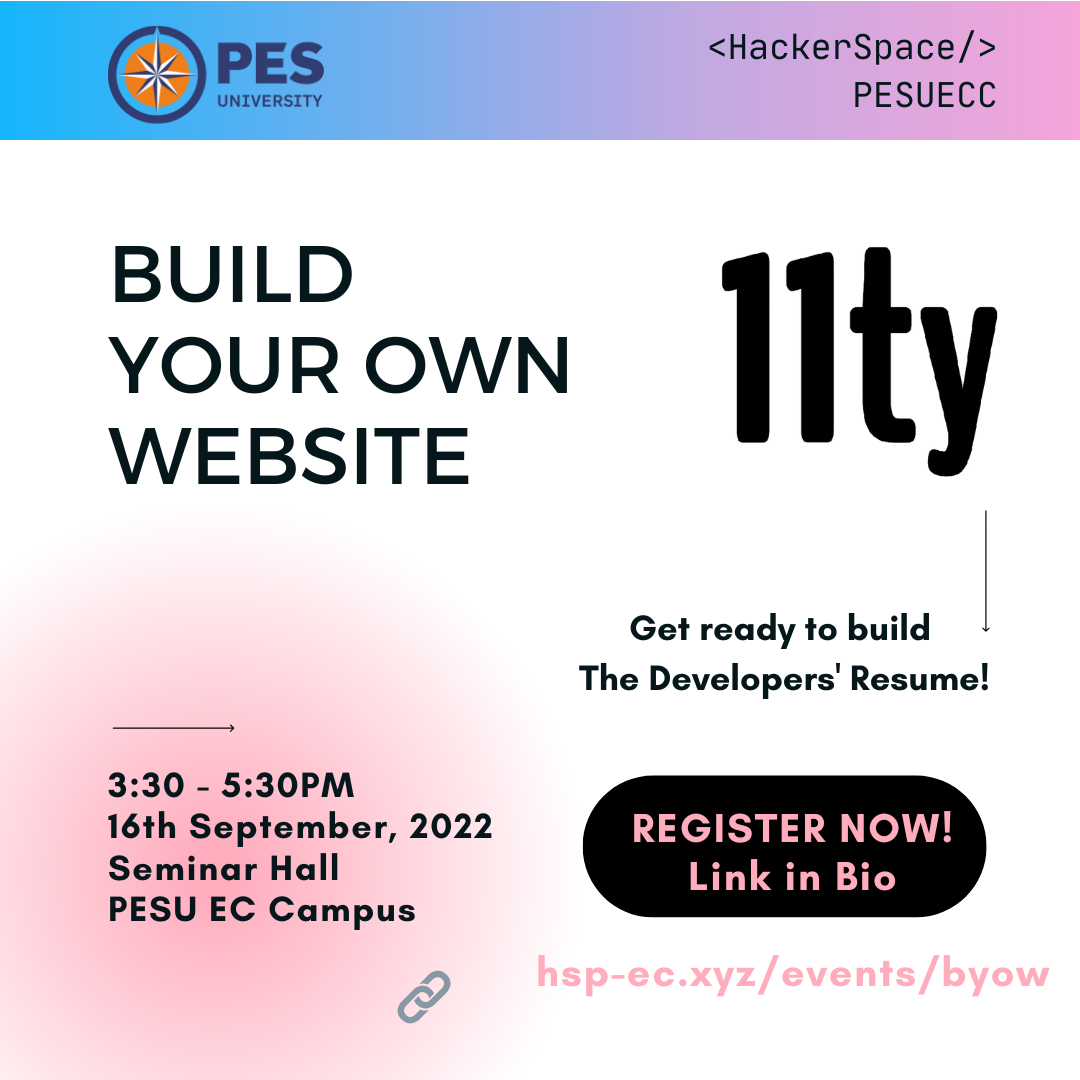 PES
UNIVERSITY
<HackerSpace/>
PESUECC
BUILD
YOUR OWN
WEBSITE
11ty
Get ready to build
The Developers' Resume!
3:30 - 5:30PM
16th September, 2022
Seminar Hall
PESU EC Campus
REGISTER NOW!
Link in Bio
hsp-ec.xyz/events/byow